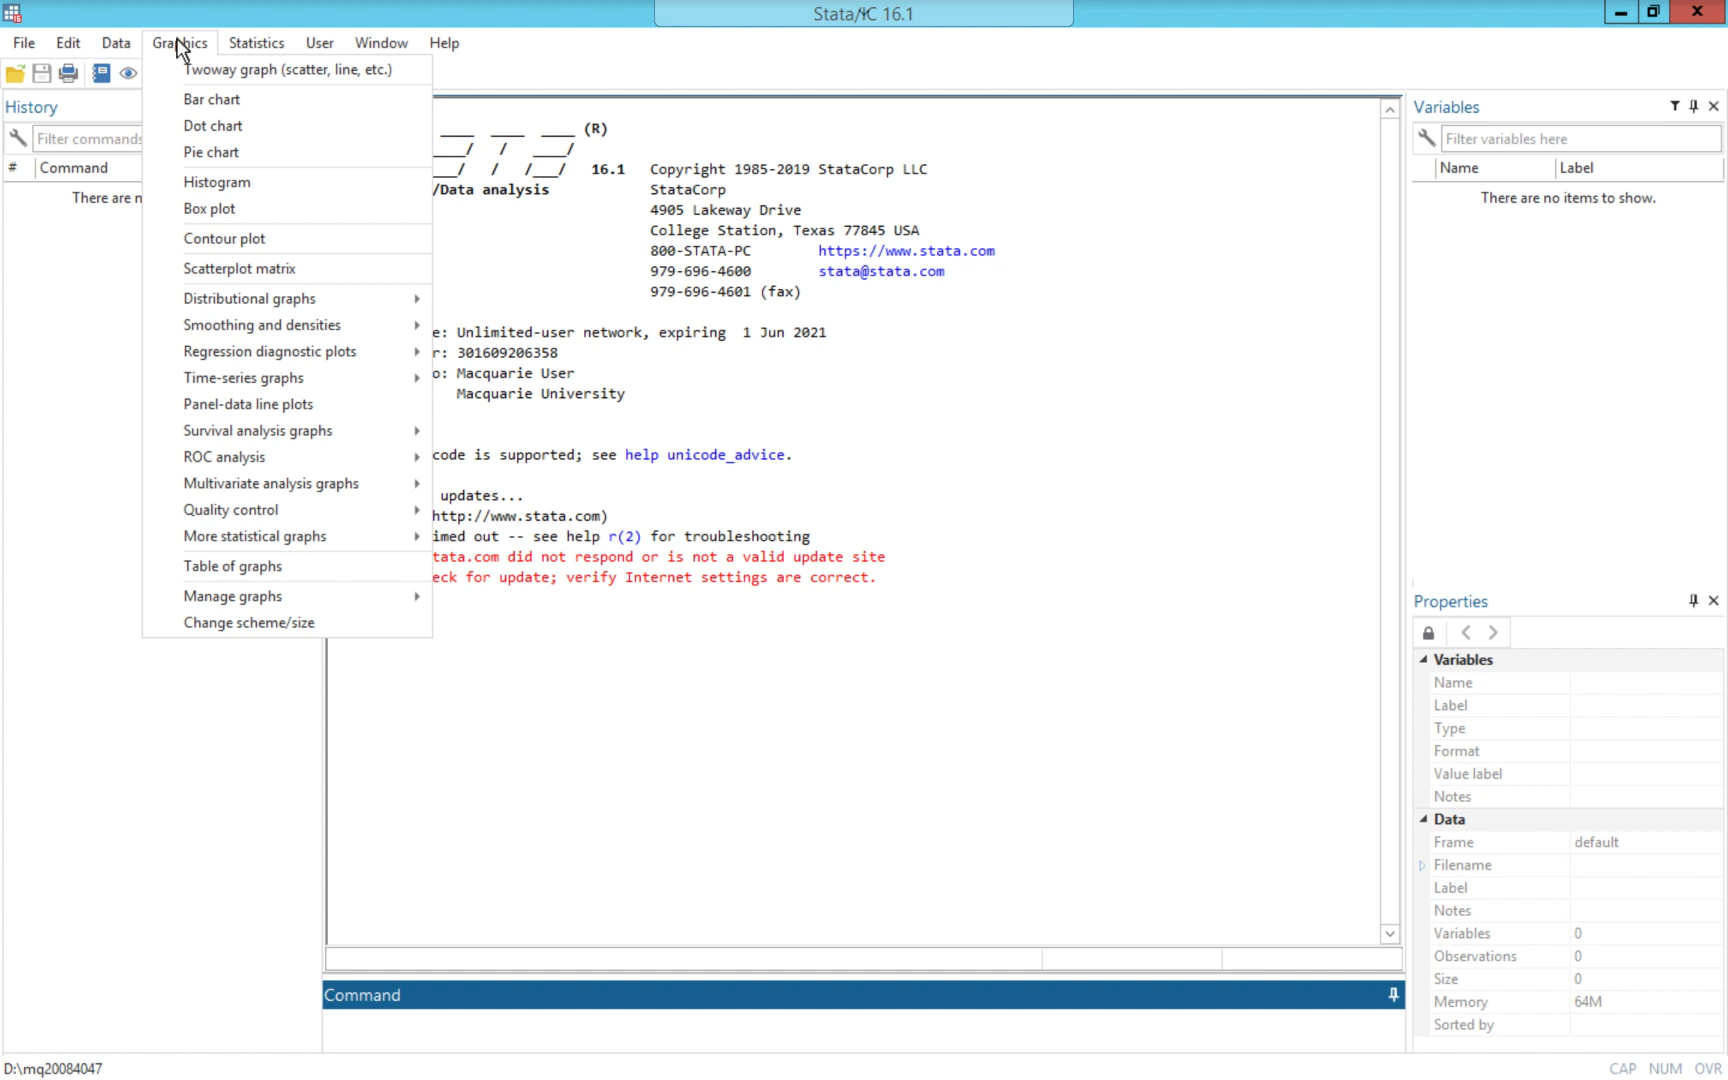 Stata/IC 16.1
File Edit Data Graphics Statistics User Window Help
Twoway graph (scatter, line, etc.)
Bar chart
Dot chart
Pie chart
Histogram
Box plot
Contour plot
Scatterplot matrix
Distributional graphs
Smoothing and densities
Regression diagnostic plots
Time-series graphs
Panel-data line plots
Survival analysis graphs
ROC analysis
Multivariate analysis graphs
Quality control
More statistical graphs
Table of graphs
Manage graphs
Change scheme/size
History
Filter commands
# Command
There are n
(R)
16.1 Copyright 1985-2019 StataCorp LLC
/Data analysis StataCorp
4905 Lakeway Drive
College Station, Texas 77845 USA
800-STATA-PC https://www.stata.com
979-696-4600 stata@stata.com
979-696-4601 (fax)
e: Unlimited-user network, expiring 1 Jun 2021
r: 301609206358
o: Macquarie User
Macquarie University
code is supported; see help unicode_advice.
updates...
http://www.stata.com)
imed out -- see help r(2) for troubleshooting
tata.com did not respond or is not a valid update site
eck for update; verify Internet settings are correct.
Command
Variables
Filter variables here
Name Label
There are no items to show.
Properties
Variables
Name
Label
Type
Format
Value label
Notes
Data
Frame default
Filename
Label
Notes
Variables 0
Observations 0
Size 0
Memory 64M
Sorted by
D:\mq20084047
CAP NUM OVR